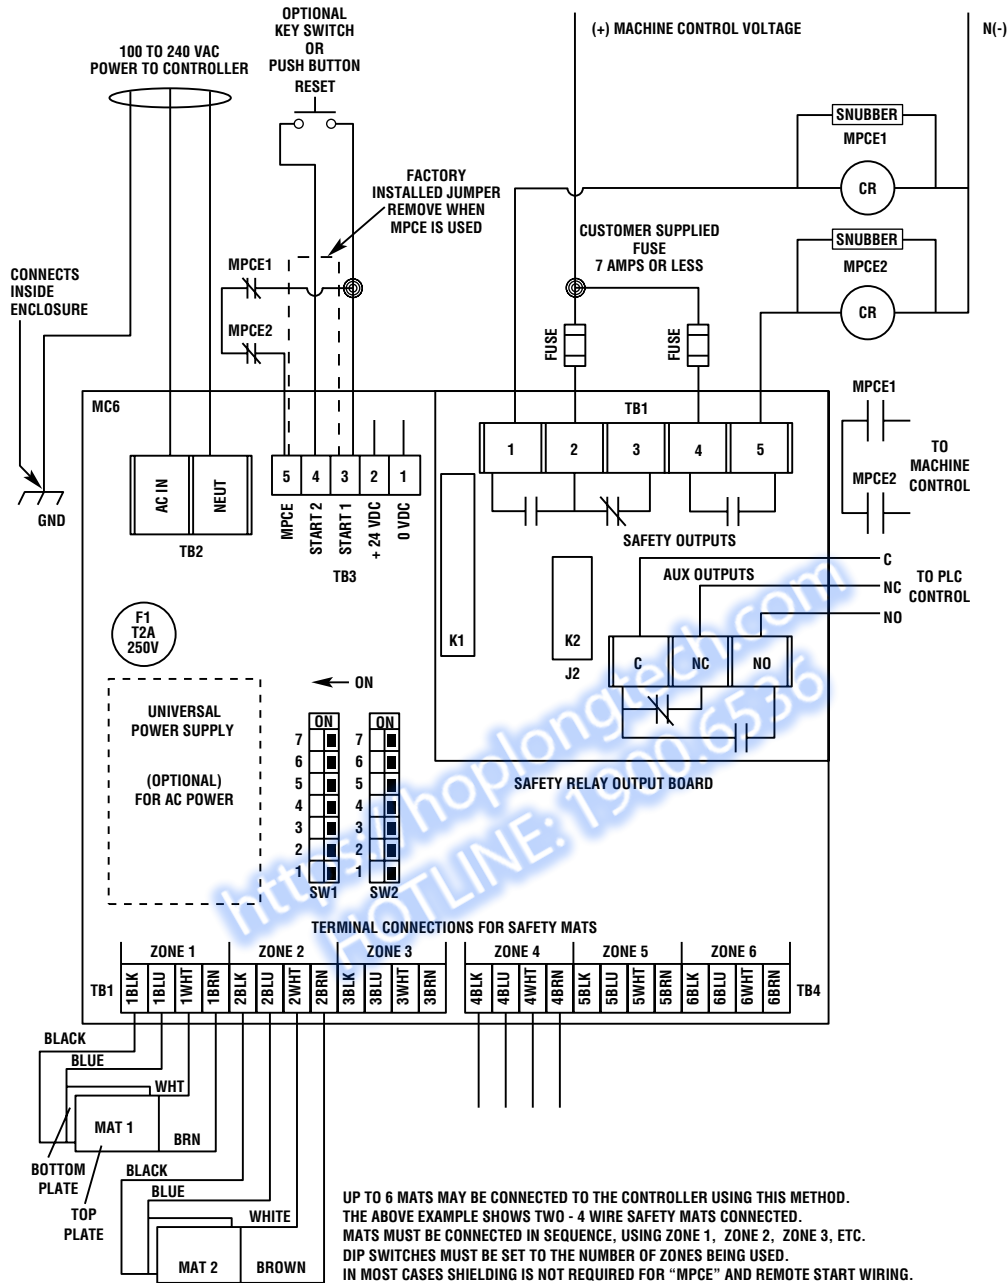 OPTIONAL
KEY SWITCH
OR
PUSH BUTTON
RESET
(+) MACHINE CONTROL VOLTAGE
N(-)
100 TO 240 VAC
POWER TO CONTROLLER
SNUBBER
MPCE1
CR
FACTORY
INSTALLED JUMPER
REMOVE WHEN
MPCE IS USED
CUSTOMER SUPPLIED
FUSE
7 AMPS OR LESS
SNUBBER
MPCE2
CR
CONNECTS
INSIDE
ENCLOSURE
MPCE1
MPCE2
FUSE
FUSE
MC6
TB1
1
2
3
4
5
MPCE1
MPCE2
TO
MACHINE
CONTROL
AC IN
NEUT
TB2
GND
5
4
3
2
1
MPCE
START 2
START 1
+ 24 VDC
0 VDC
TB3
SAFETY OUTPUTS
AUX OUTPUTS
C
NC
NO
TO PLC
CONTROL
F1
T2A
250V
K1
K2
J2
C
NC
NO
ON
UNIVERSAL
POWER SUPPLY
(OPTIONAL)
FOR AC POWER
ON
7
6
5
4
3
2
1
SW1
ON
7
6
5
4
3
2
1
SW2
SAFETY RELAY OUTPUT BOARD
https://hoplongtech.com
HOTLINE: 1900.6536
TERMINAL CONNECTIONS FOR SAFETY MATS
ZONE 1
ZONE 2
ZONE 3
ZONE 4
ZONE 5
ZONE 6
TB1
1BLK
1BLU
1WHT
1BRN
2BLK
2BLU
2WHT
2BRN
3BLK
3BLU
3WHT
3BRN
4BLK
4BLU
4WHT
4BRN
5BLK
5BLU
5WHT
5BRN
6BLK
6BLU
6WHT
6BRN
TB4
BLACK
BLUE
WHT
MAT 1
BRN
BOTTOM
PLATE
TOP
PLATE
BLACK
BLUE
WHITE
MAT 2
BROWN
UP TO 6 MATS MAY BE CONNECTED TO THE CONTROLLER USING THIS METHOD.
THE ABOVE EXAMPLE SHOWS TWO - 4 WIRE SAFETY MATS CONNECTED.
MATS MUST BE CONNECTED IN SEQUENCE, USING ZONE 1, ZONE 2, ZONE 3, ETC.
DIP SWITCHES MUST BE SET TO THE NUMBER OF ZONES BEING USED.
IN MOST CASES SHIELDING IS NOT REQUIRED FOR “MPCE” AND REMOTE START WIRING.